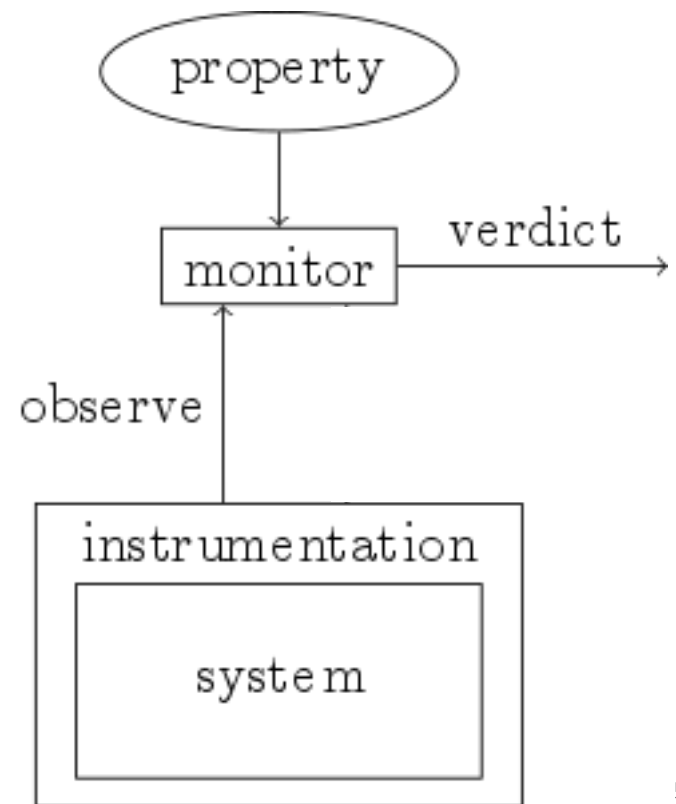 property
monitor
verdict
observe
instrumentation
system